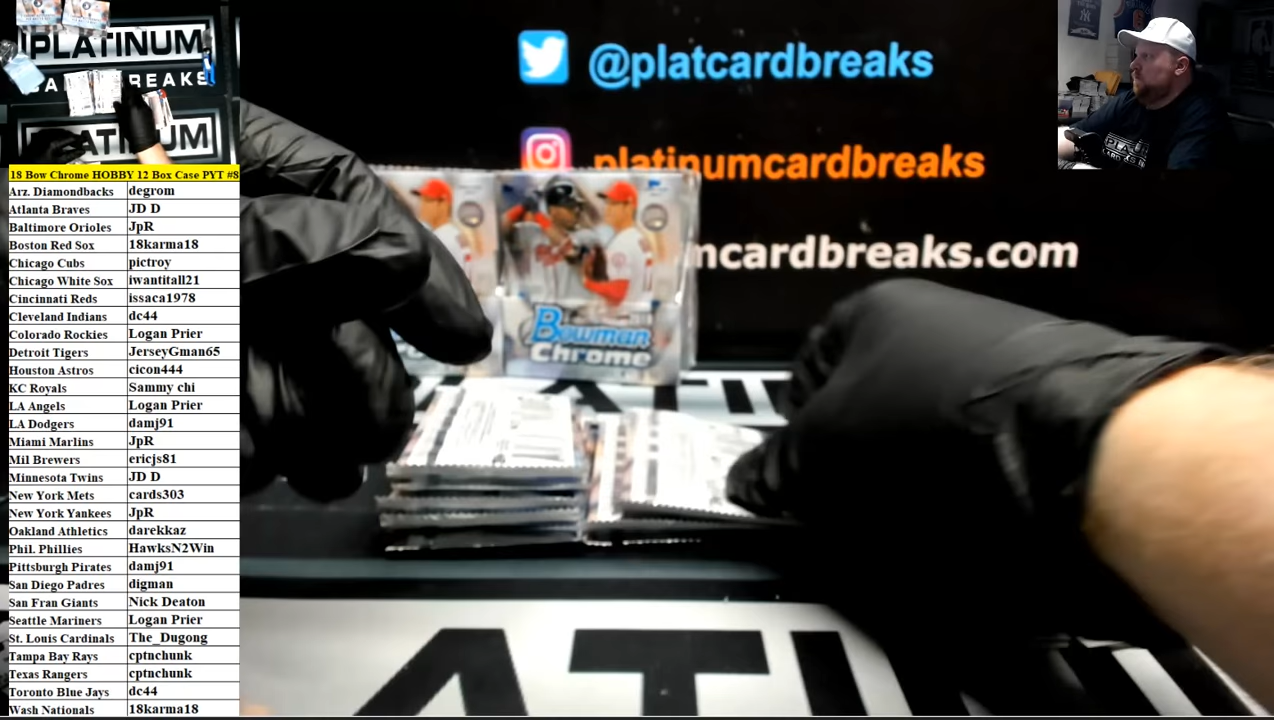 PLATINUM
CARD BREAKS
PLATINUM
@platcardbreaks
platinumcardbreaks
mcardbreaks.com
Bowman
Chrome
18 Bow Chrome HOBBY 12 Box Case PYT #8
Arz. Diamondbacks degrom
Atlanta Braves JD D
Baltimore Orioles JpR
Boston Red Sox 18karma18
Chicago Cubs pictroy
Chicago White Sox iwantitall21
Cincinnati Reds issaca1978
Cleveland Indians dc44
Colorado Rockies Logan Prier
Detroit Tigers JerseyGman65
Houston Astros cicon444
KC Royals Sammy chi
LA Angels Logan Prier
LA Dodgers damj91
Miami Marlins JpR
Mil Brewers ericjs81
Minnesota Twins JD D
New York Mets cards303
New York Yankees JpR
Oakland Athletics darekkaz
Phil. Phillies HawksN2Win
Pittsburgh Pirates damj91
San Diego Padres digman
San Fran Giants Nick Deaton
Seattle Mariners Logan Prier
St. Louis Cardinals The_Dugong
Tampa Bay Rays cptnchunk
Texas Rangers cptnchunk
Toronto Blue Jays dc44
Wash Nationals 18karma18
ATIN